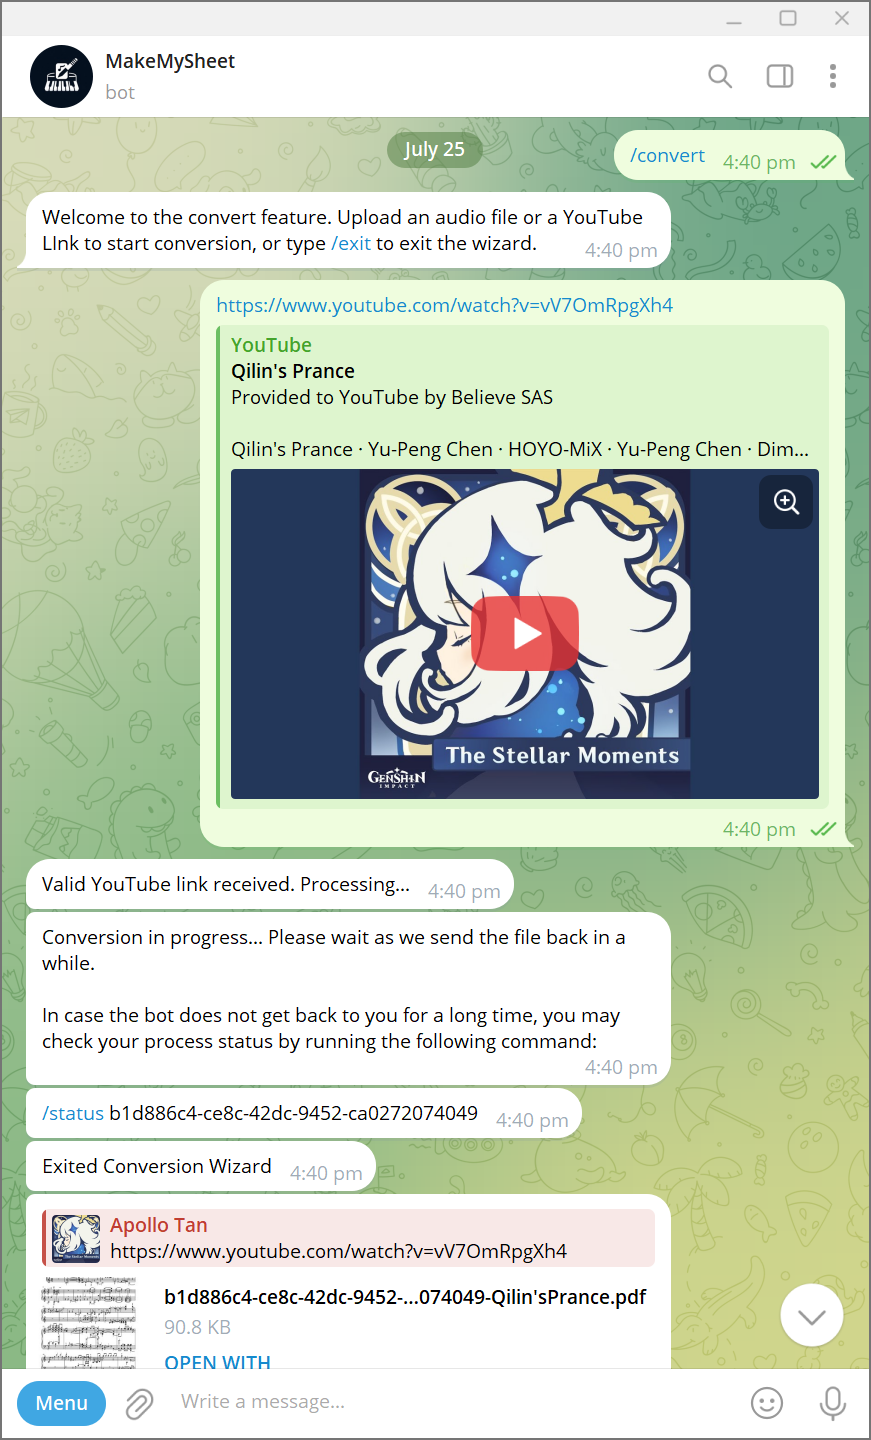 MakeMySheet
bot
July 25
/convert 4:40 pm
Welcome to the convert feature. Upload an audio file or a YouTube
LInk to start conversion, or type /exit to exit the wizard. 4:40 pm
https://www.youtube.com/watch?v=vV7OmRpgXh4
YouTube
Qilin's Prance
Provided to YouTube by Believe SAS
Qilin's Prance · Yu-Peng Chen · HOYO-MiX · Yu-Peng Chen · Dim...
The Stellar Moments
GENSHIN
IMPACT
4:40 pm
Valid YouTube link received. Processing... 4:40 pm
Conversion in progress... Please wait as we send the file back in a
while.
In case the bot does not get back to you for a long time, you may
check your process status by running the following command:
4:40 pm
/status b1d886c4-ce8c-42dc-9452-ca0272074049 4:40 pm
Exited Conversion Wizard 4:40 pm
Apollo Tan
https://www.youtube.com/watch?v=vV7OmRpgXh4
b1d886c4-ce8c-42dc-9452-...074049-Qilin'sPrance.pdf
90.8 KB
OPEN WITH
Menu
Write a message...